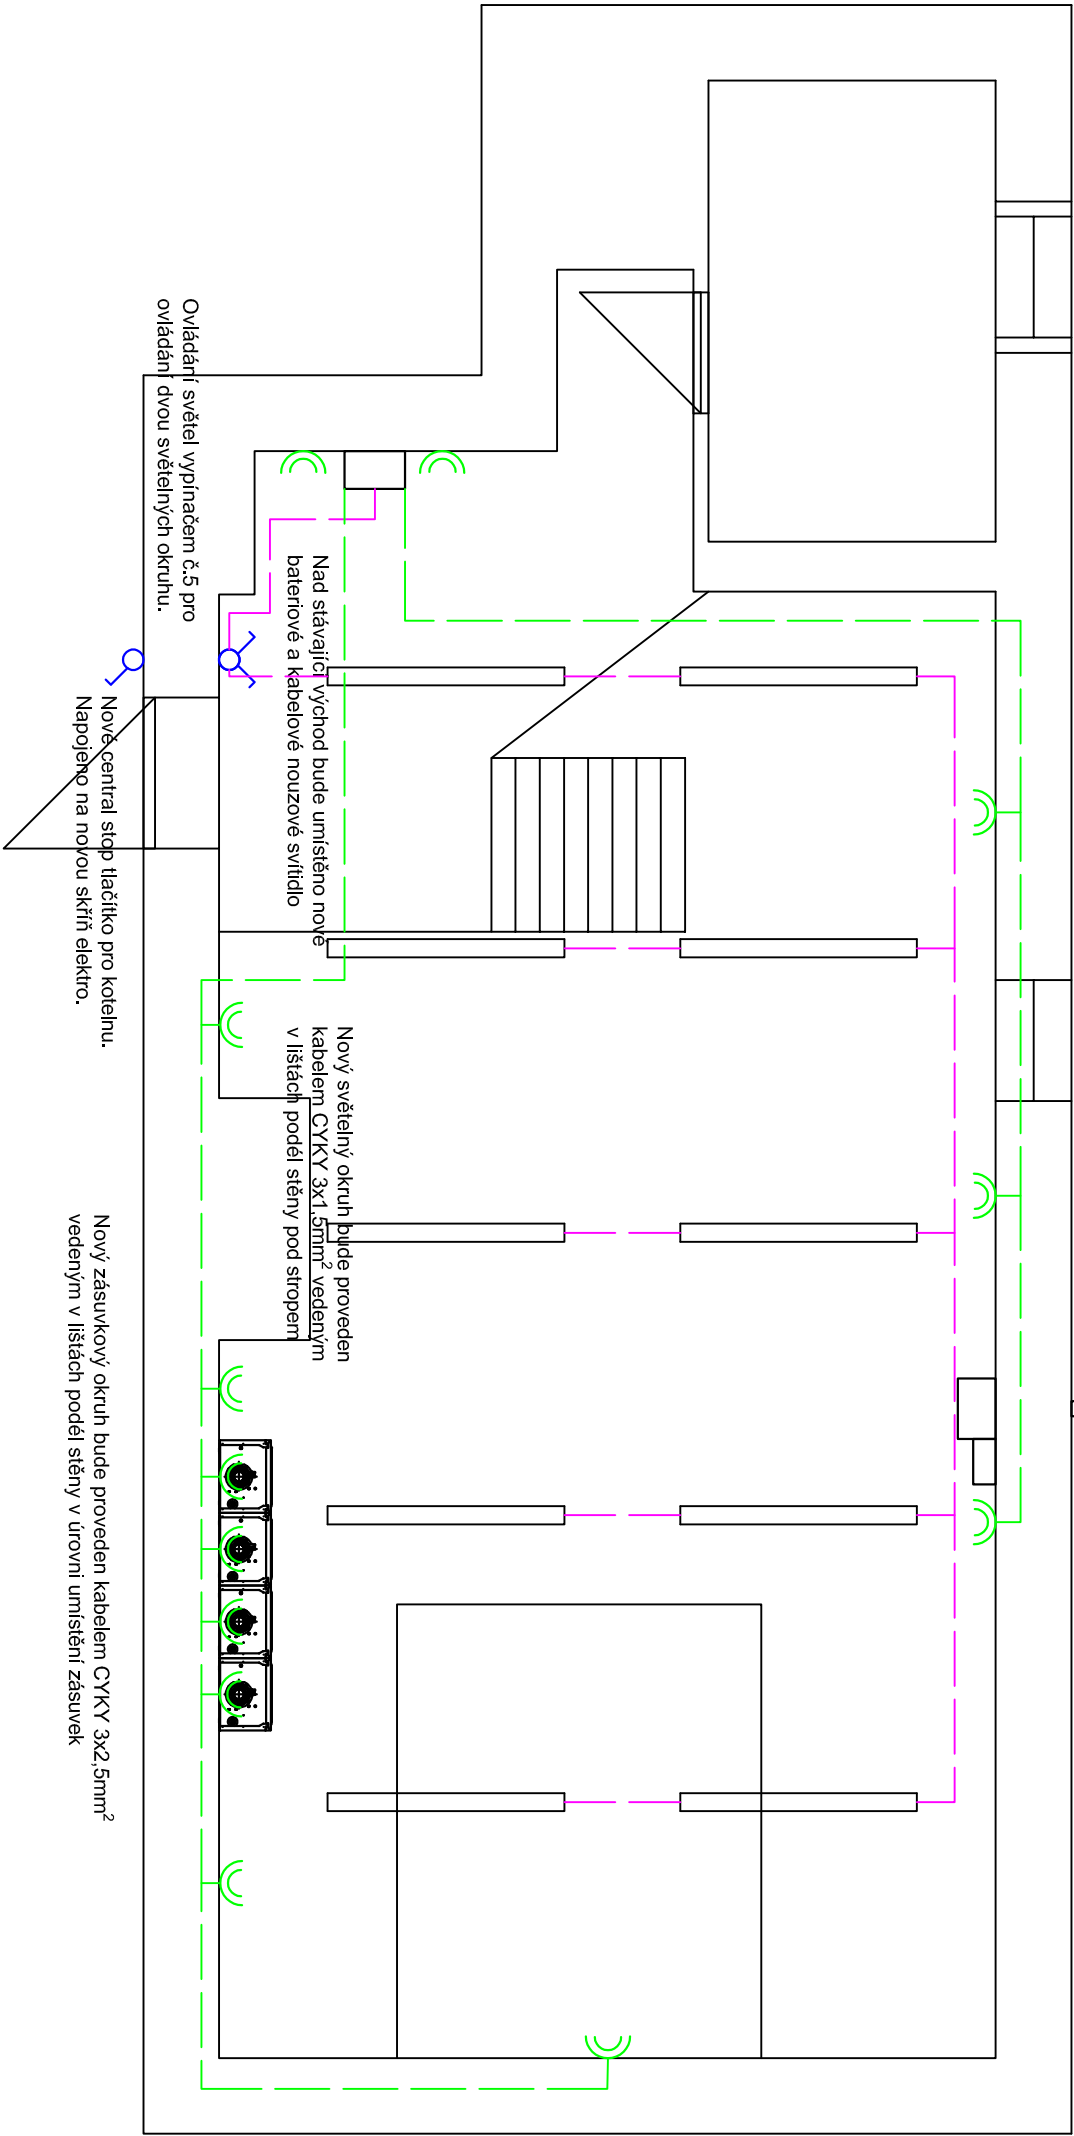 Ovládání světel vypínačem č.5 pro
ovládání dvou světelných okruhu.
Nad stávající východ bude umístěno nové
bateriové a kabelové nouzové svítidlo
Nové central stop tlačítko pro kotelnu.
Napojeno na novou skříň elektro.
Nový světelný okruh bude proveden
kabelem CYKY 3x1,5mm² vedeným
v lištách podél stěny pod stropem
Nový zásuvkový okruh bude proveden kabelem CYKY 3x2,5mm²
vedeným v lištách podél stěny v úrovni umístění zásuvek